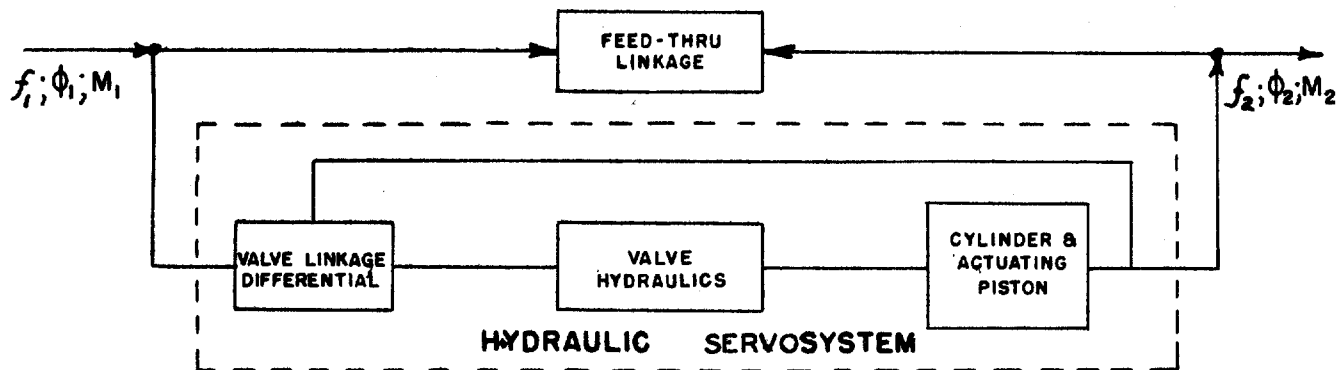 FEED-THRU
LINKAGE
f₁; ϕ₁; M₁
f₂; ϕ₂; M₂
VALVE LINKAGE
DIFFERENTIAL
VALVE
HYDRAULICS
CYLINDER &
ACTUATING
PISTON
HYDRAULIC SERVOSYSTEM